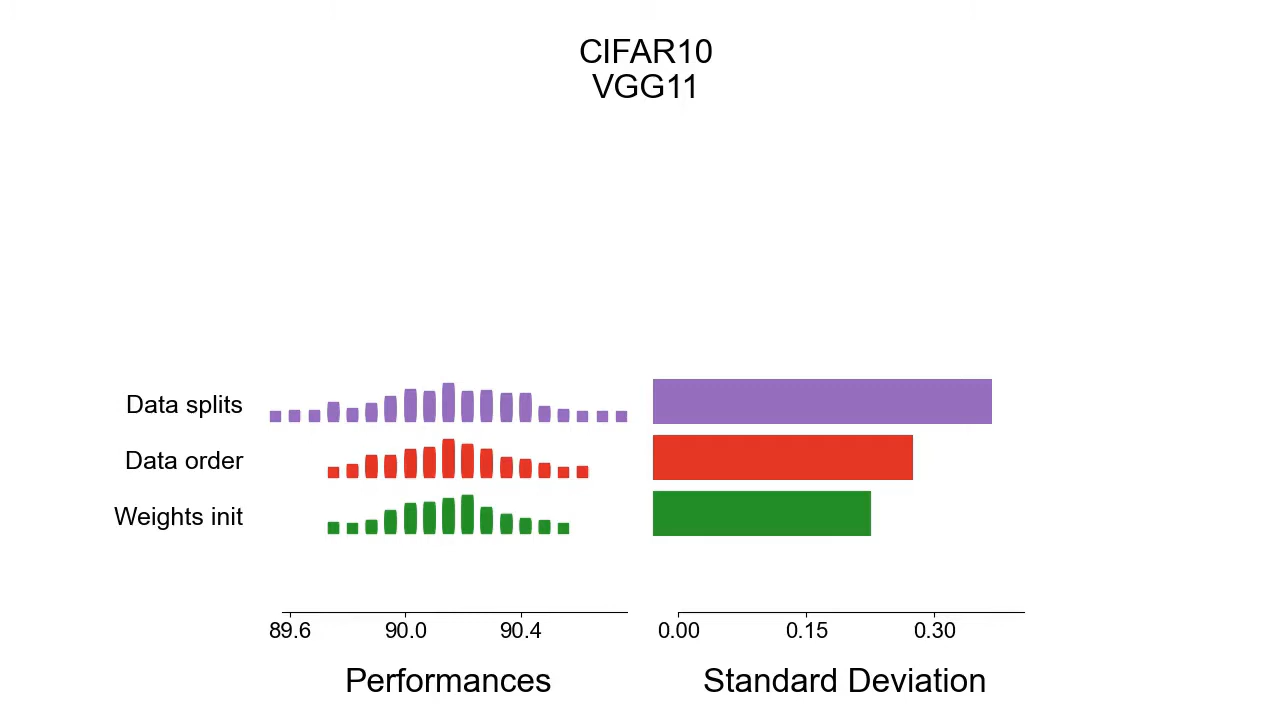 CIFAR10
VGG11
Data splits
Data order
Weights init
89.6 90.0 90.4
0.00 0.15 0.30
Performances
Standard Deviation